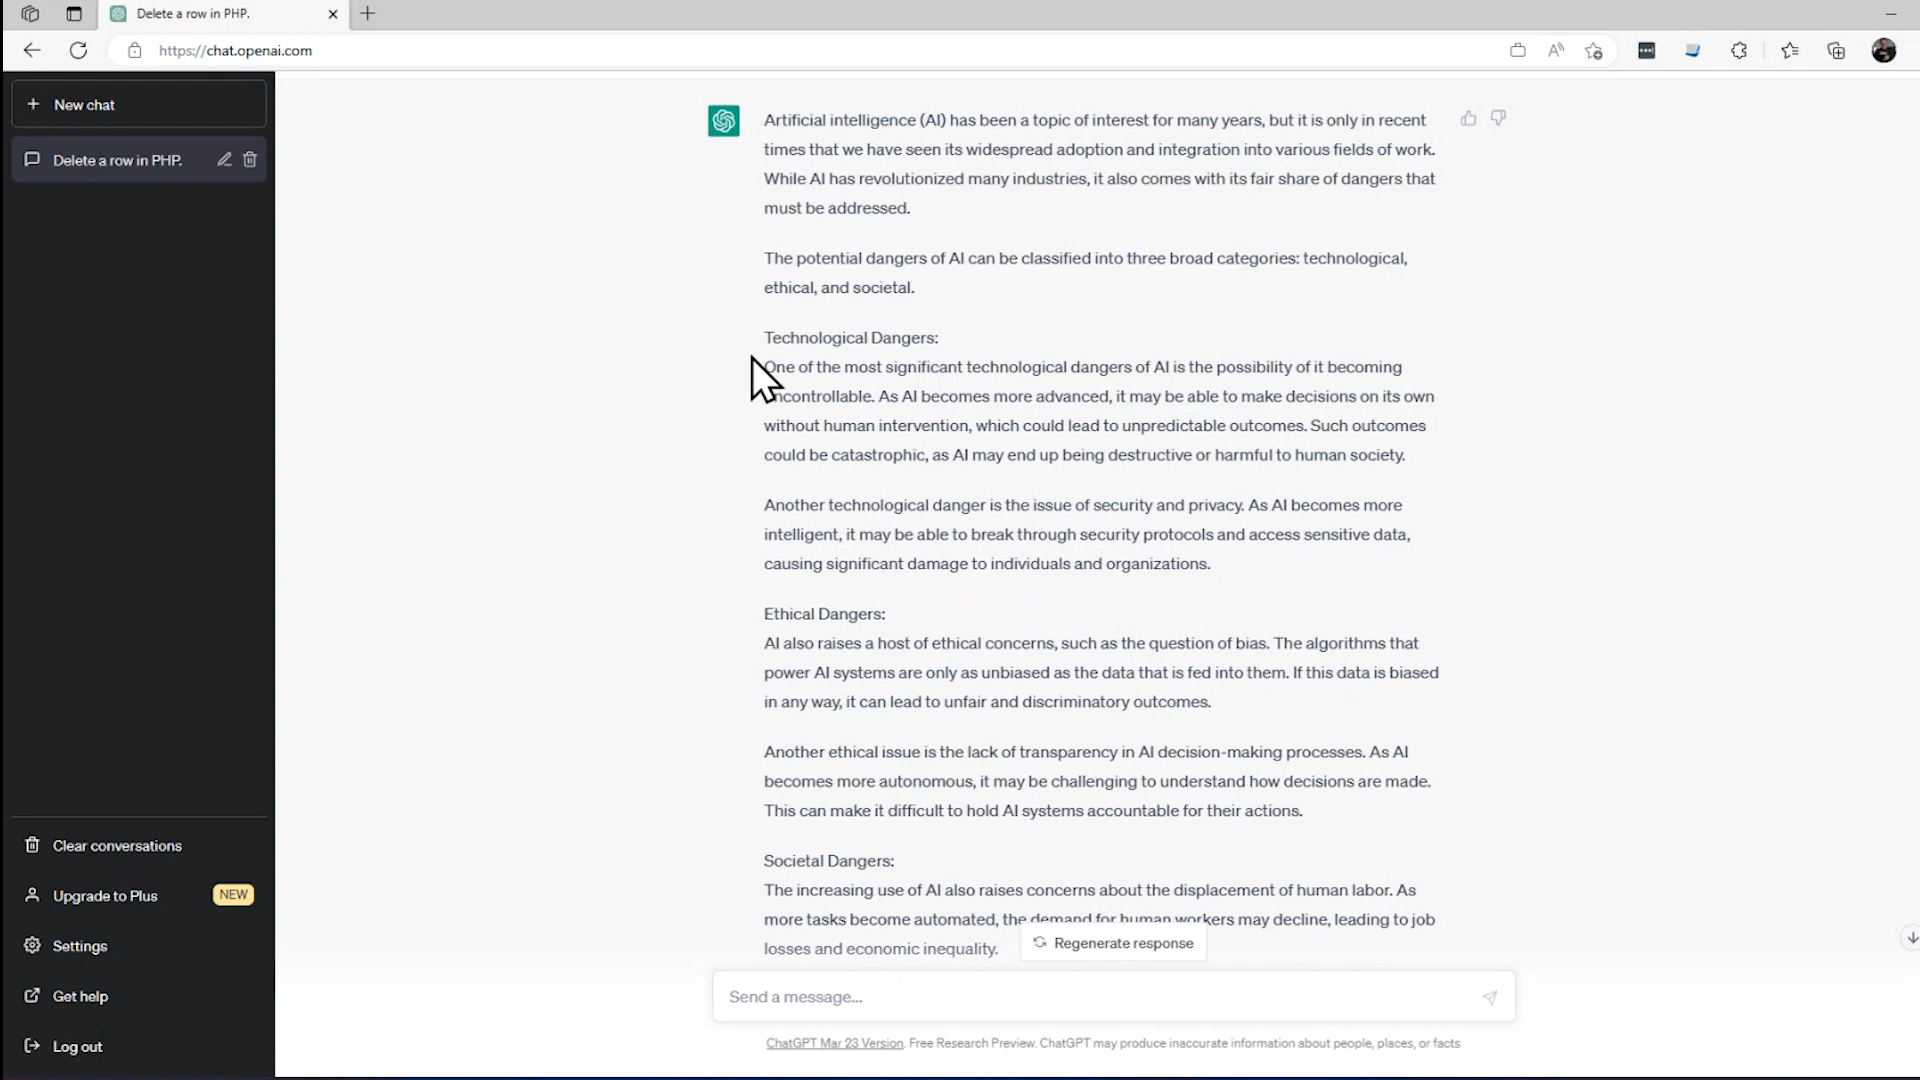 Delete a row in PHP.
https://chat.openai.com
New chat
Delete a row in PHP.
Artificial intelligence (AI) has been a topic of interest for many years, but it is only in recent
times that we have seen its widespread adoption and integration into various fields of work.
While AI has revolutionized many industries, it also comes with its fair share of dangers that
must be addressed.
The potential dangers of AI can be classified into three broad categories: technological,
ethical, and societal.
Technological Dangers:
One of the most significant technological dangers of AI is the possibility of it becoming
uncontrollable. As AI becomes more advanced, it may be able to make decisions on its own
without human intervention, which could lead to unpredictable outcomes. Such outcomes
could be catastrophic, as AI may end up being destructive or harmful to human society.
Another technological danger is the issue of security and privacy. As AI becomes more
intelligent, it may be able to break through security protocols and access sensitive data,
causing significant damage to individuals and organizations.
Ethical Dangers:
AI also raises a host of ethical concerns, such as the question of bias. The algorithms that
power AI systems are only as unbiased as the data that is fed into them. If this data is biased
in any way, it can lead to unfair and discriminatory outcomes.
Another ethical issue is the lack of transparency in AI decision-making processes. As AI
becomes more autonomous, it may be challenging to understand how decisions are made.
This can make it difficult to hold AI systems accountable for their actions.
Societal Dangers:
The increasing use of AI also raises concerns about the displacement of human labor. As
more tasks become automated, the demand for human workers may decline, leading to job
losses and economic inequality.
Regenerate response
Send a message...
ChatGPT Mar 23 Version. Free Research Preview. ChatGPT may produce inaccurate information about people, places, or facts
Clear conversations
Upgrade to Plus NEW
Settings
Get help
Log out